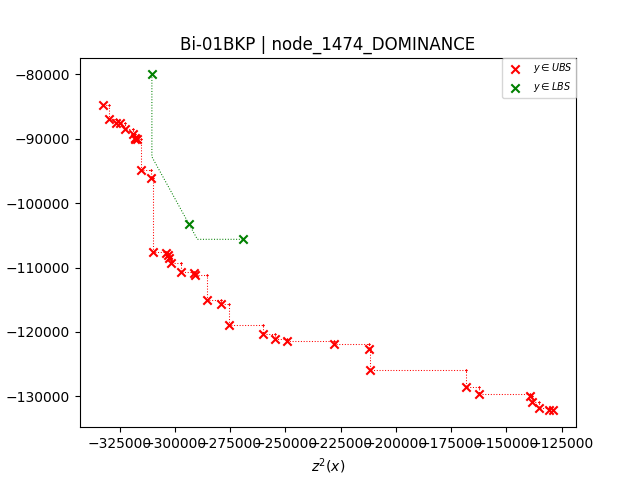 Bi-01BKP | node_1474_DOMINANCE
y ∈ UBS
y ∈ LBS
−80000
−90000
−100000
−110000
−120000
−130000
−325000 −300000 −275000 −250000 −225000 −200000 −175000 −150000 −125000
z²(x)